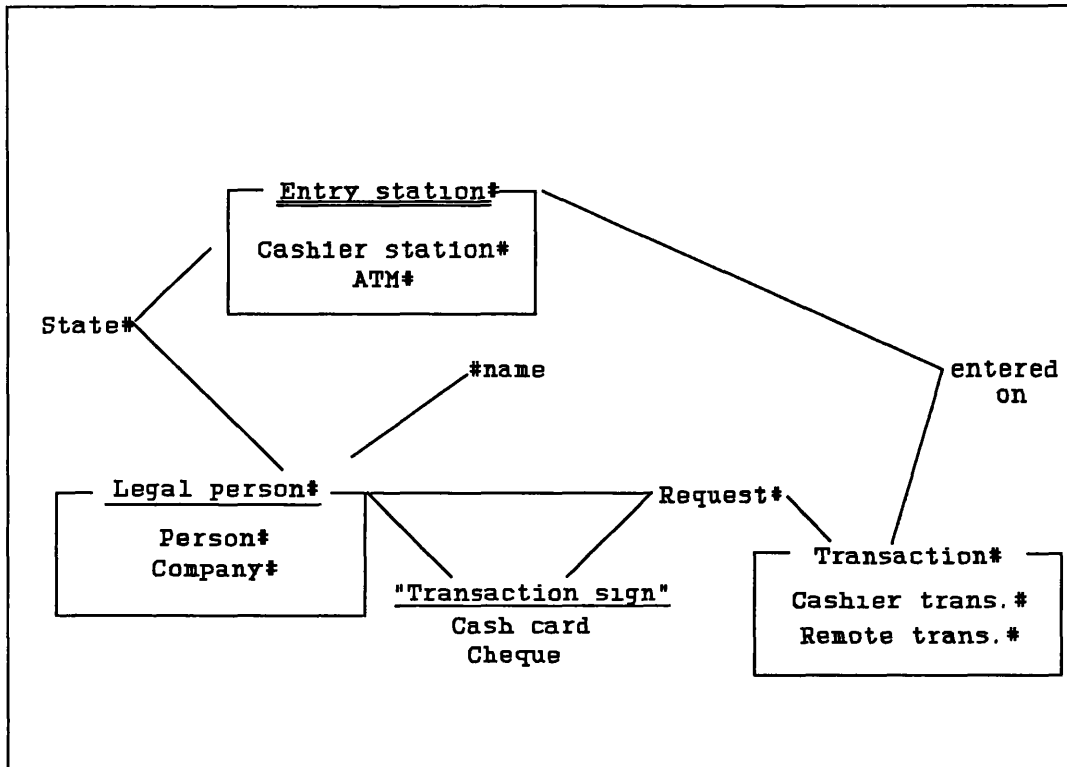 Entry station#
Cashier station#
ATM#
State#
#name
entered
on
Legal person#
Request#
Person#
Company#
Transaction#
"Transaction sign"
Cashier trans.#
Cash card
Remote trans.#
Cheque